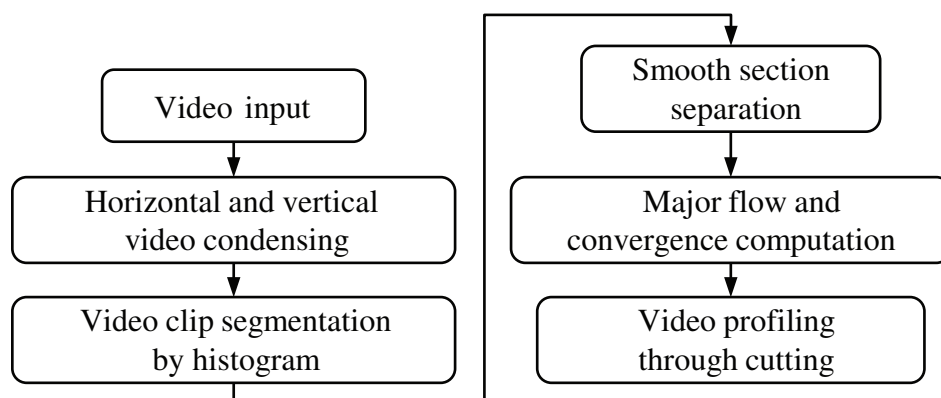 Video input
Horizontal and vertical
video condensing
Video clip segmentation
by histogram
Smooth section
separation
Major flow and
convergence computation
Video profiling
through cutting